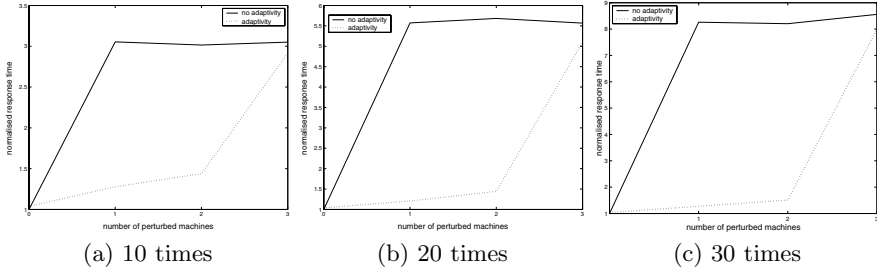 3.5
3
2.5
2
1.5
1
0 1 2 3
normalised response time
number of perturbed machines
no adaptivity
adaptivity
(a) 10 times
6
5.5
5
4.5
4
3.5
3
2.5
2
1.5
1
0 1 2 3
normalised response time
number of perturbed machines
no adaptivity
adaptivity
(b) 20 times
9
8
7
6
5
4
3
2
1
1 2 3
normalised response time
number of perturbed machines
no adaptivity
adaptivity
(c) 30 times